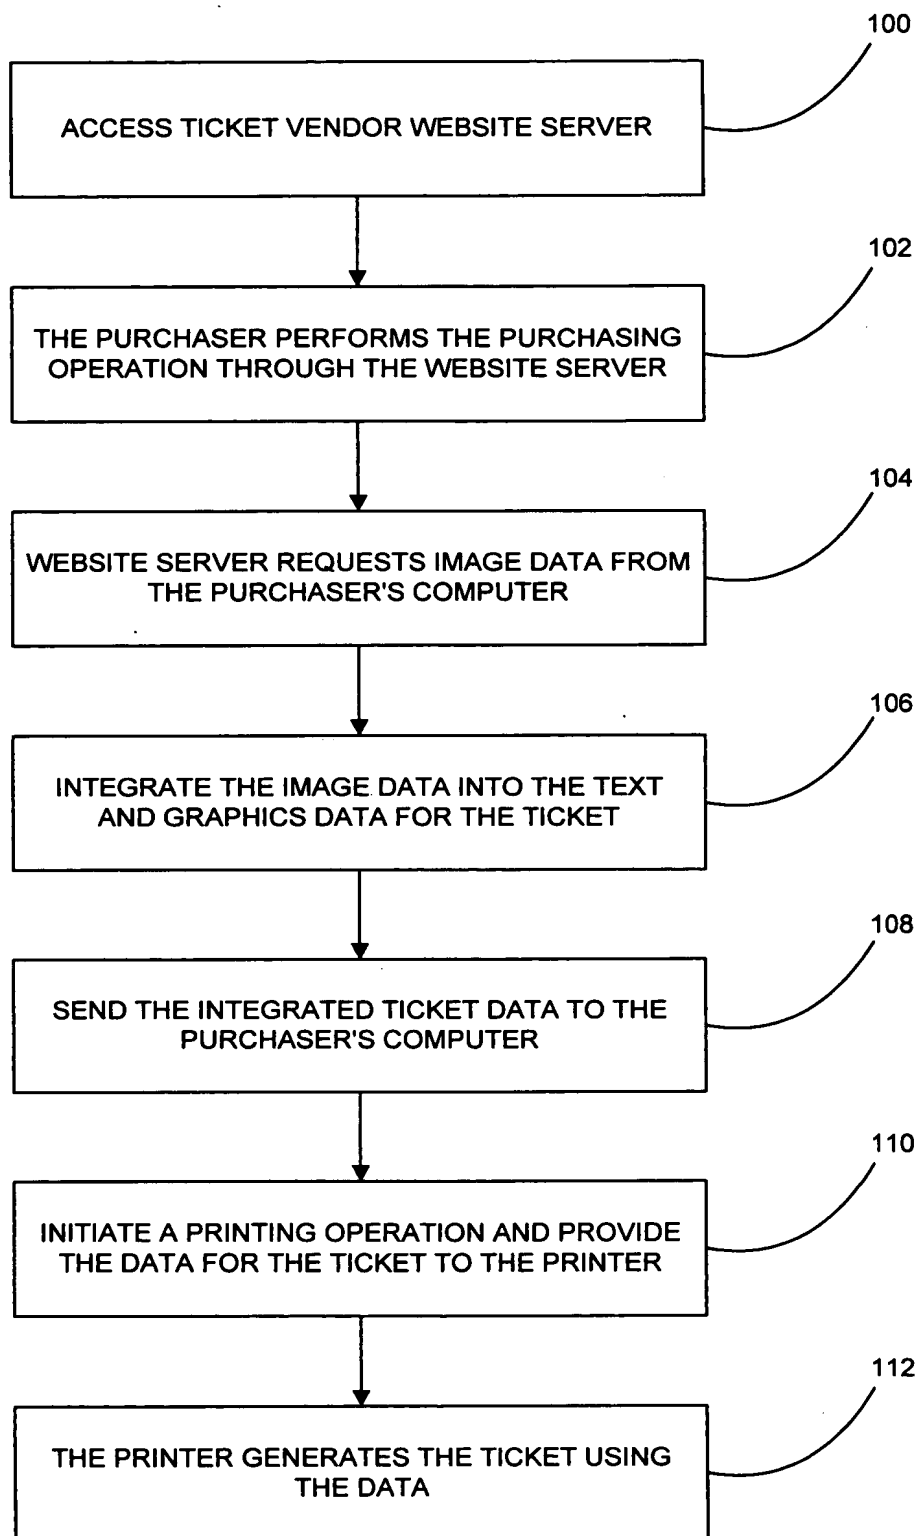 100
ACCESS TICKET VENDOR WEBSITE SERVER
102
THE PURCHASER PERFORMS THE PURCHASING
OPERATION THROUGH THE WEBSITE SERVER
104
WEBSITE SERVER REQUESTS IMAGE DATA FROM
THE PURCHASER'S COMPUTER
106
INTEGRATE THE IMAGE DATA INTO THE TEXT
AND GRAPHICS DATA FOR THE TICKET
108
SEND THE INTEGRATED TICKET DATA TO THE
PURCHASER'S COMPUTER
110
INITIATE A PRINTING OPERATION AND PROVIDE
THE DATA FOR THE TICKET TO THE PRINTER
112
THE PRINTER GENERATES THE TICKET USING
THE DATA